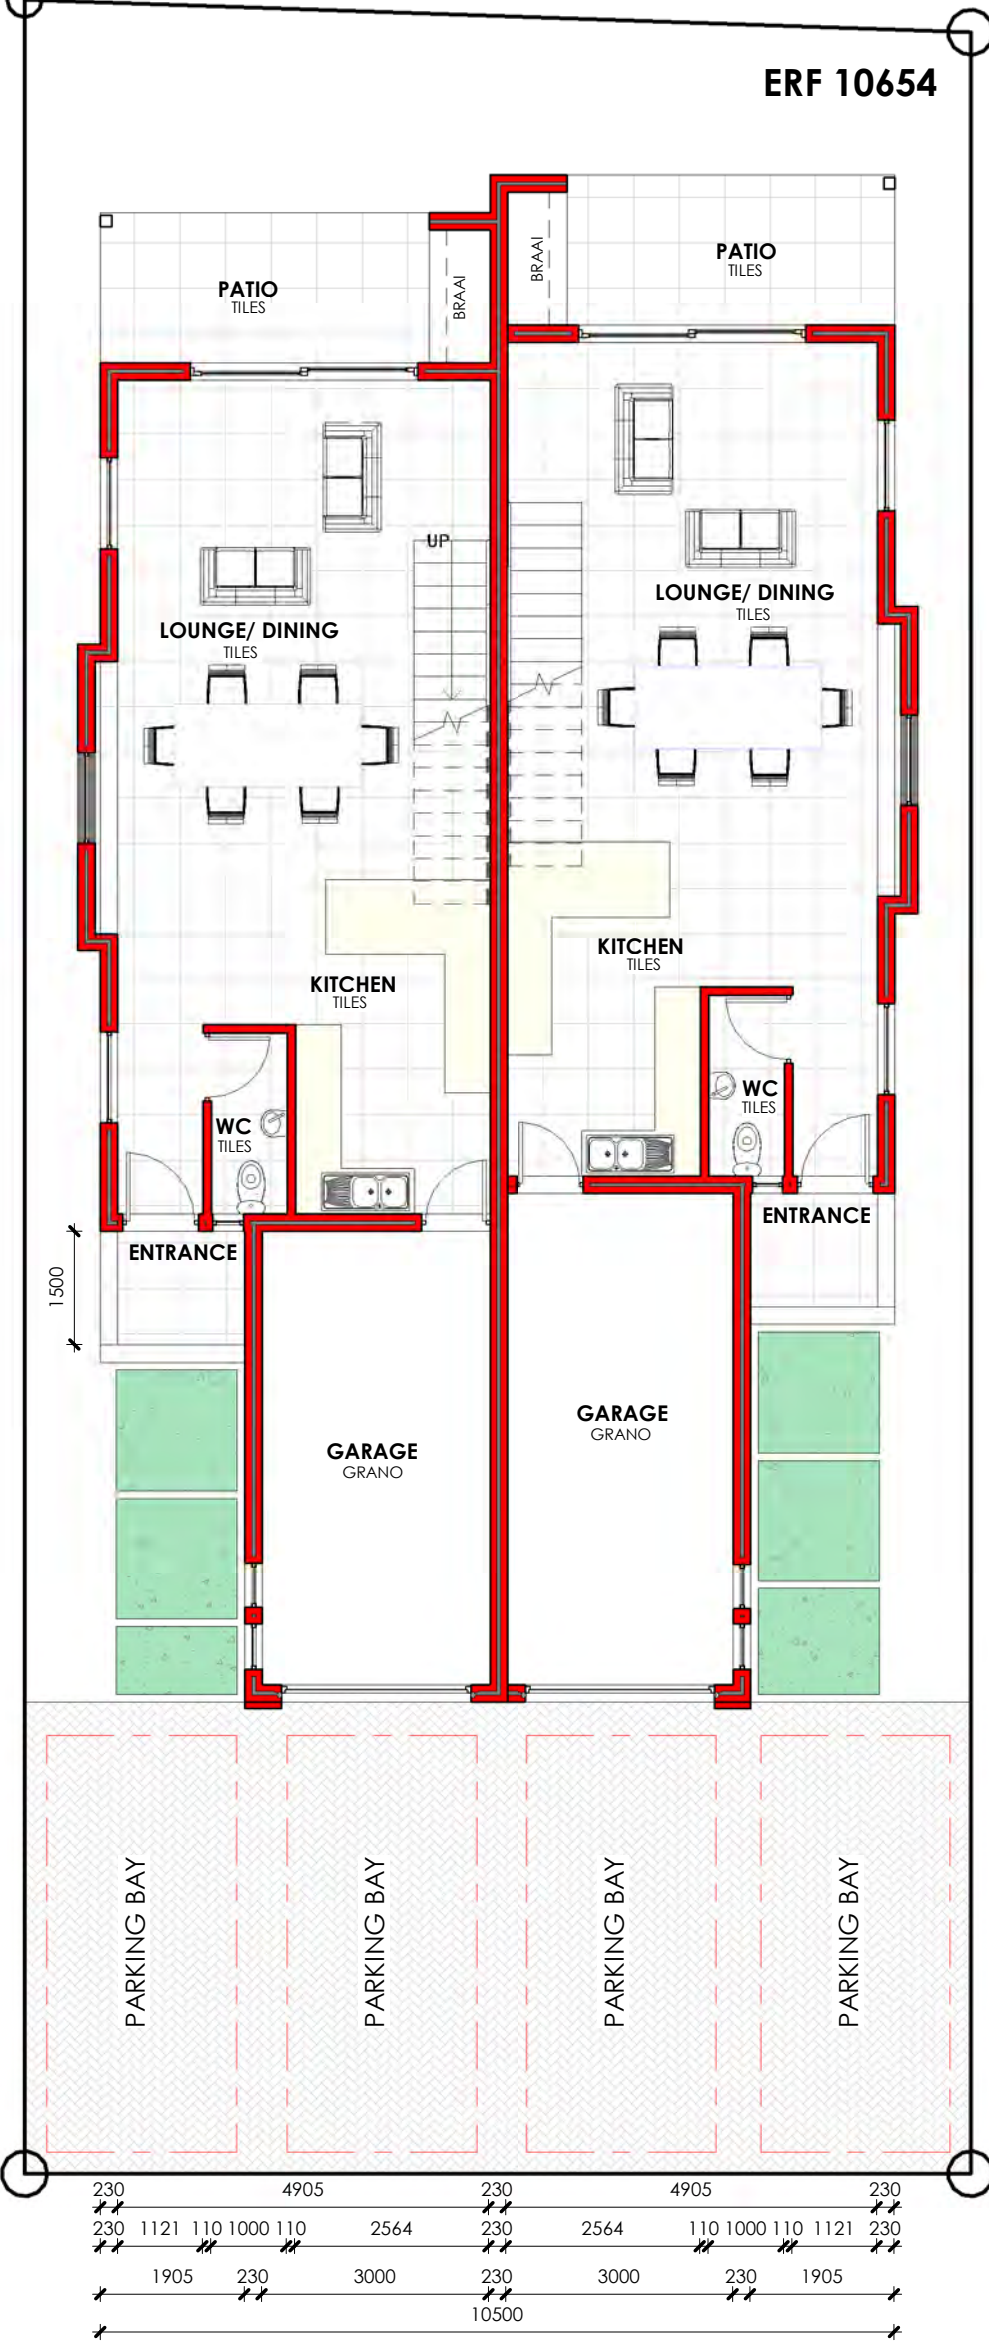 ERF 10654
PATIO
TILES
BRAAI
BRAAI
PATIO
TILES
UP
LOUNGE/ DINING
TILES
LOUNGE/ DINING
TILES
KITCHEN
TILES
KITCHEN
TILES
WC
TILES
WC
TILES
ENTRANCE
ENTRANCE
1500
GARAGE
GRANO
GARAGE
GRANO
PARKING BAY
PARKING BAY
PARKING BAY
PARKING BAY
230 4905 230 4905 230
230 1121 110 1000 110 2564 230 2564 110 1000 110 1121 230
1905 230 3000 230 3000 230 1905
10500